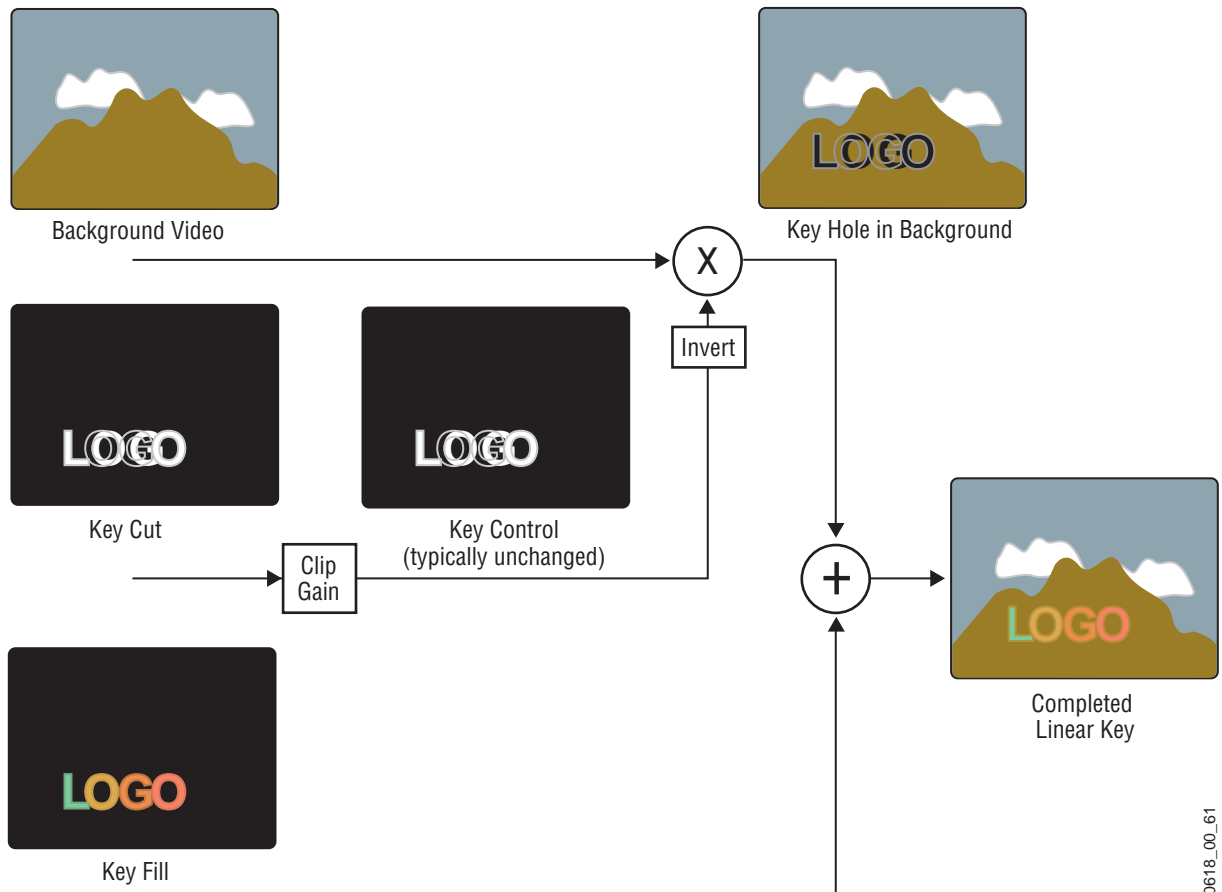 LOGO
Background Video
Key Hole in Background
X
Invert
LOGO
LOGO
Key Cut
Key Control
(typically unchanged)
Clip
Gain
+
LOGO
Completed
Linear Key
LOGO
Key Fill
0618_00_61